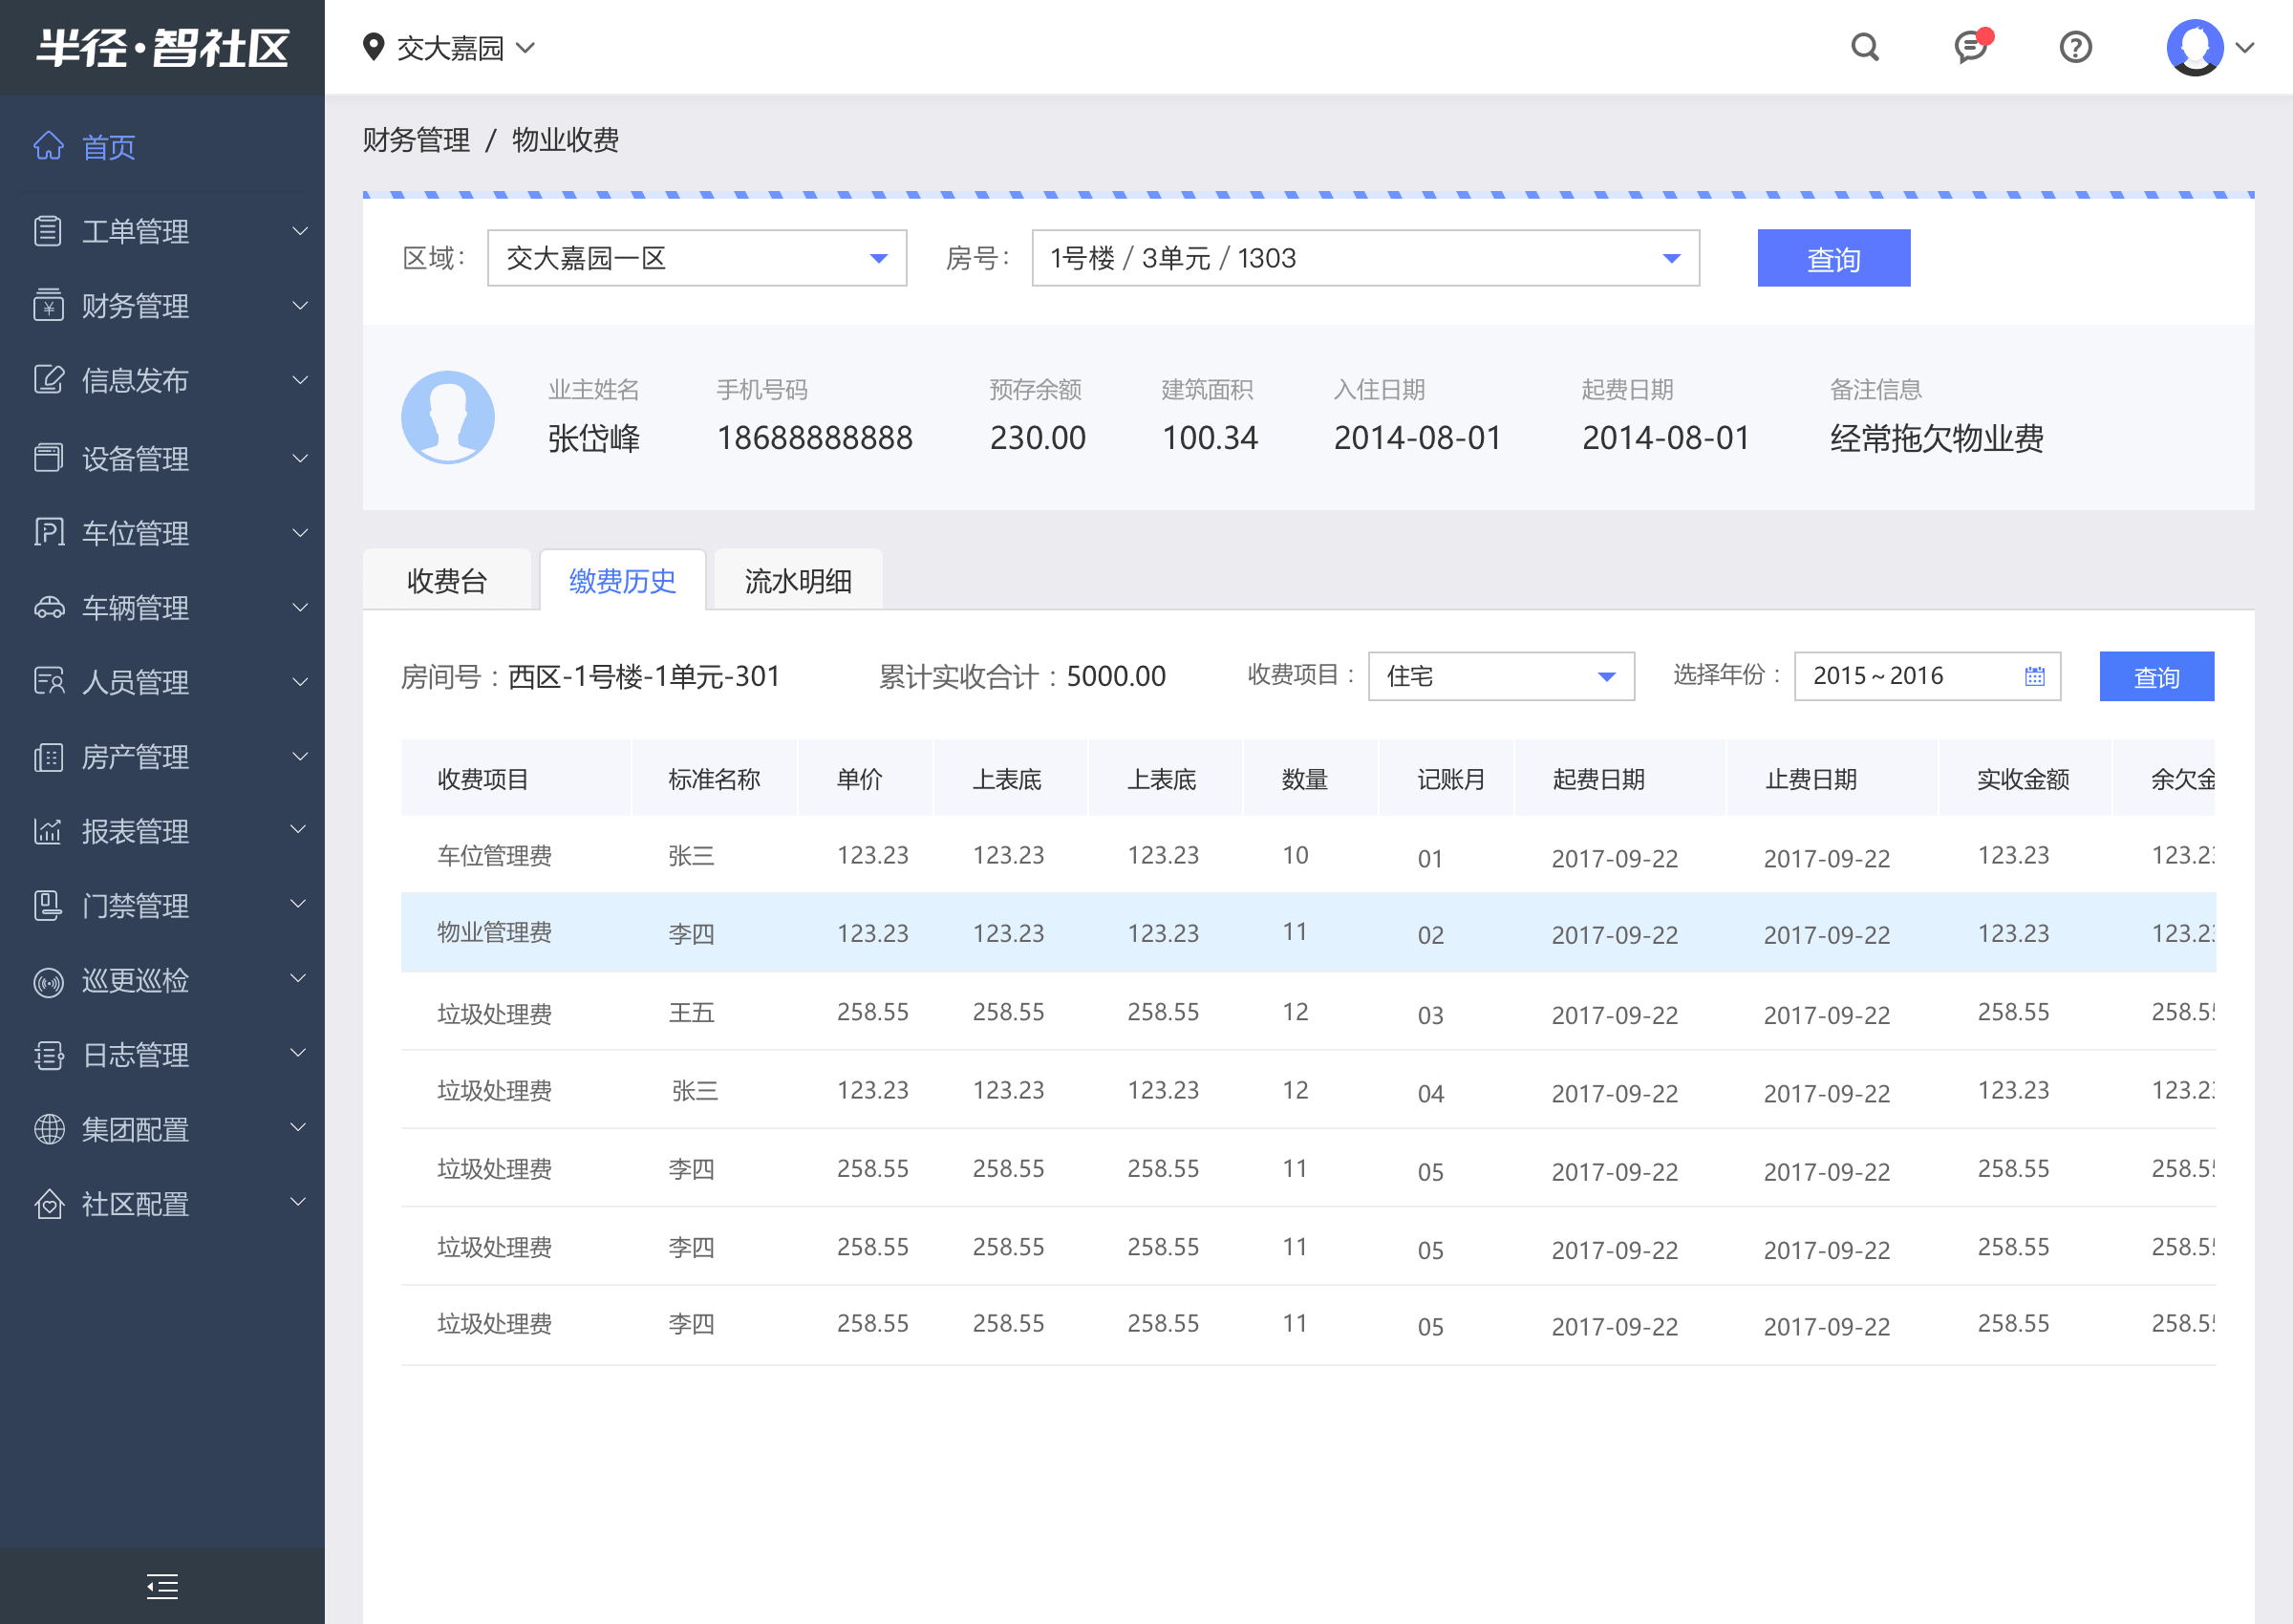 半径·智社区
交大嘉园
首页
工单管理
财务管理
信息发布
设备管理
车位管理
车辆管理
人员管理
房产管理
报表管理
门禁管理
巡更巡检
日志管理
集团配置
社区配置
财务管理 / 物业收费
区域: 交大嘉园一区 房号: 1号楼 / 3单元 / 1303 查询
业主姓名 手机号码 预存余额 建筑面积 入住日期 起费日期 备注信息
张岱峰 18688888888 230.00 100.34 2014-08-01 2014-08-01 经常拖欠物业费
收费台 缴费历史 流水明细
房间号：西区-1号楼-1单元-301 累计实收合计：5000.00 收费项目： 住宅 选择年份： 2015 ~ 2016 查询
收费项目 标准名称 单价 上表底 上表底 数量 记账月 起费日期 止费日期 实收金额 余欠金
车位管理费 张三 123.23 123.23 123.23 10 01 2017-09-22 2017-09-22 123.23 123.23
物业管理费 李四 123.23 123.23 123.23 11 02 2017-09-22 2017-09-22 123.23 123.23
垃圾处理费 王五 258.55 258.55 258.55 12 03 2017-09-22 2017-09-22 258.55 258.55
垃圾处理费 张三 123.23 123.23 123.23 12 04 2017-09-22 2017-09-22 123.23 123.23
垃圾处理费 李四 258.55 258.55 258.55 11 05 2017-09-22 2017-09-22 258.55 258.55
垃圾处理费 李四 258.55 258.55 258.55 11 05 2017-09-22 2017-09-22 258.55 258.55
垃圾处理费 李四 258.55 258.55 258.55 11 05 2017-09-22 2017-09-22 258.55 258.55